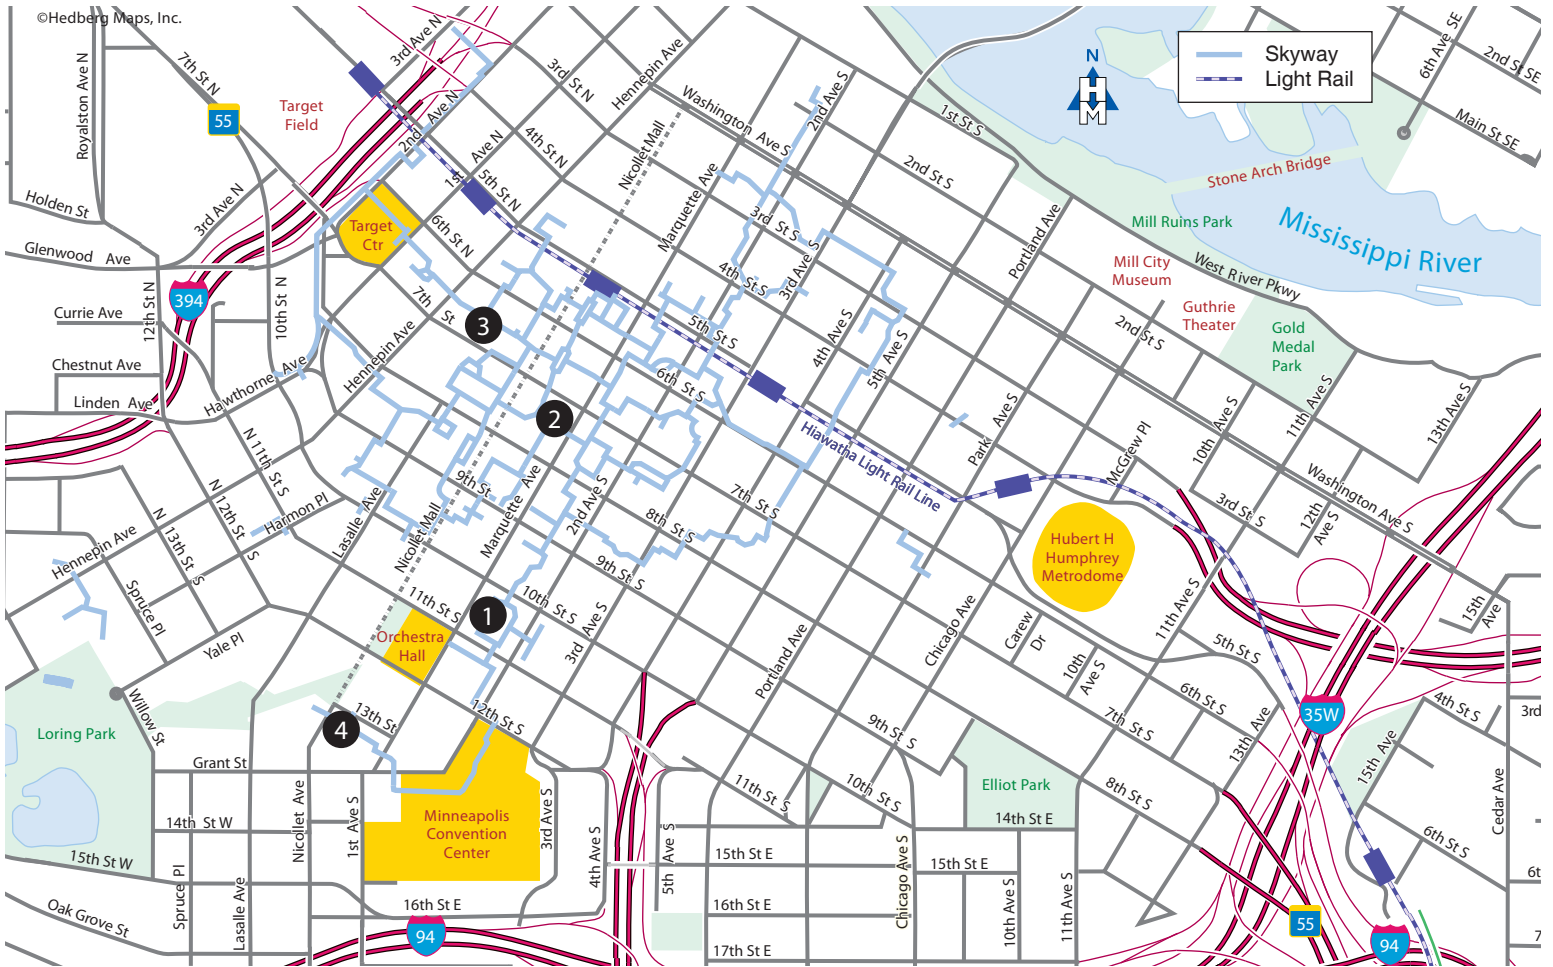 ©Hedberg Maps, Inc.
Skyway
Light Rail
N
H
M
Royalston Ave N
7th St N
55
Target
Field
3rd Ave N
2nd Ave N
3rd St N
Hennepin Ave
4th St N
1st Ave N
5th St N
Nicollet Mall
Washington Ave S
2nd Ave S
1st St S
2nd St S
6th Ave SE
2nd St SE
Main St SE
Stone Arch Bridge
Mississippi River
Mill Ruins Park
West River Pkwy
Holden St
3rd Ave N
Glenwood Ave
Target
Ctr
6th St N
Marquette Ave
3rd St S
3rd Ave S
4th St S
Portland Ave
Mill City
Museum
Guthrie
Theater
Gold
Medal
Park
2nd St S
394
12th St N
10th St N
Currie Ave
Chestnut Ave
Linden Ave
Hawthorne Ave
Hennepin Ave
7th St
3
5th St S
4th Ave S
5th Ave S
6th St S
2
Hiawatha Light Rail Line
Park Ave S
McGrew Pl
10th Ave S
11th Ave S
13th Ave S
Washington Ave S
3rd St S
12th Ave S
N 11th St S
N 12th St S
N 13th St S
Harmon Pl
Lasalle Ave
Nicollet Mall
9th St
Marquette Ave
2nd Ave S
7th St S
8th St S
9th St S
Hennepin Ave
Spruce Pl
Yale Pl
11th St S
1
10th St S
3rd Ave S
Orchestra
Hall
Hubert H
Humphrey
Metrodome
Portland Ave
Chicago Ave
Carew Dr
10th Ave S
11th Ave S
5th St S
6th St S
7th St S
15th Ave
35W
4th St S
3rd
Loring Park
Willow St
4
13th St
12th St S
Grant St
9th St S
11th St S
10th St S
Elliot Park
8th St S
13th Ave
15th Ave
Cedar Ave
Minneapolis
Convention
Center
14th St W
15th St W
Nicollet Ave
1st Ave S
3rd Ave S
4th Ave S
5th Ave S
15th St E
14th St E
15th St E
Chicago Ave S
6th St S
6t
Spruce Pl
Lasalle Ave
Oak Grove St
16th St E
94
16th St E
17th St E
10th Ave S
11th Ave S
55
94
7